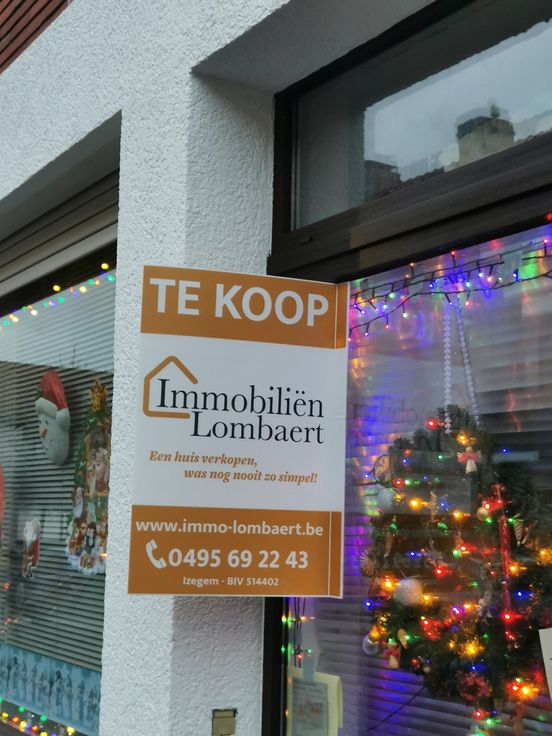 TE KOOP
Immobiliën
Lombaert
Een huis verkopen,
was nog nooit zo simpel!
www.immo-lombaert.be
0495 69 22 43
Izegem - BIV 514402